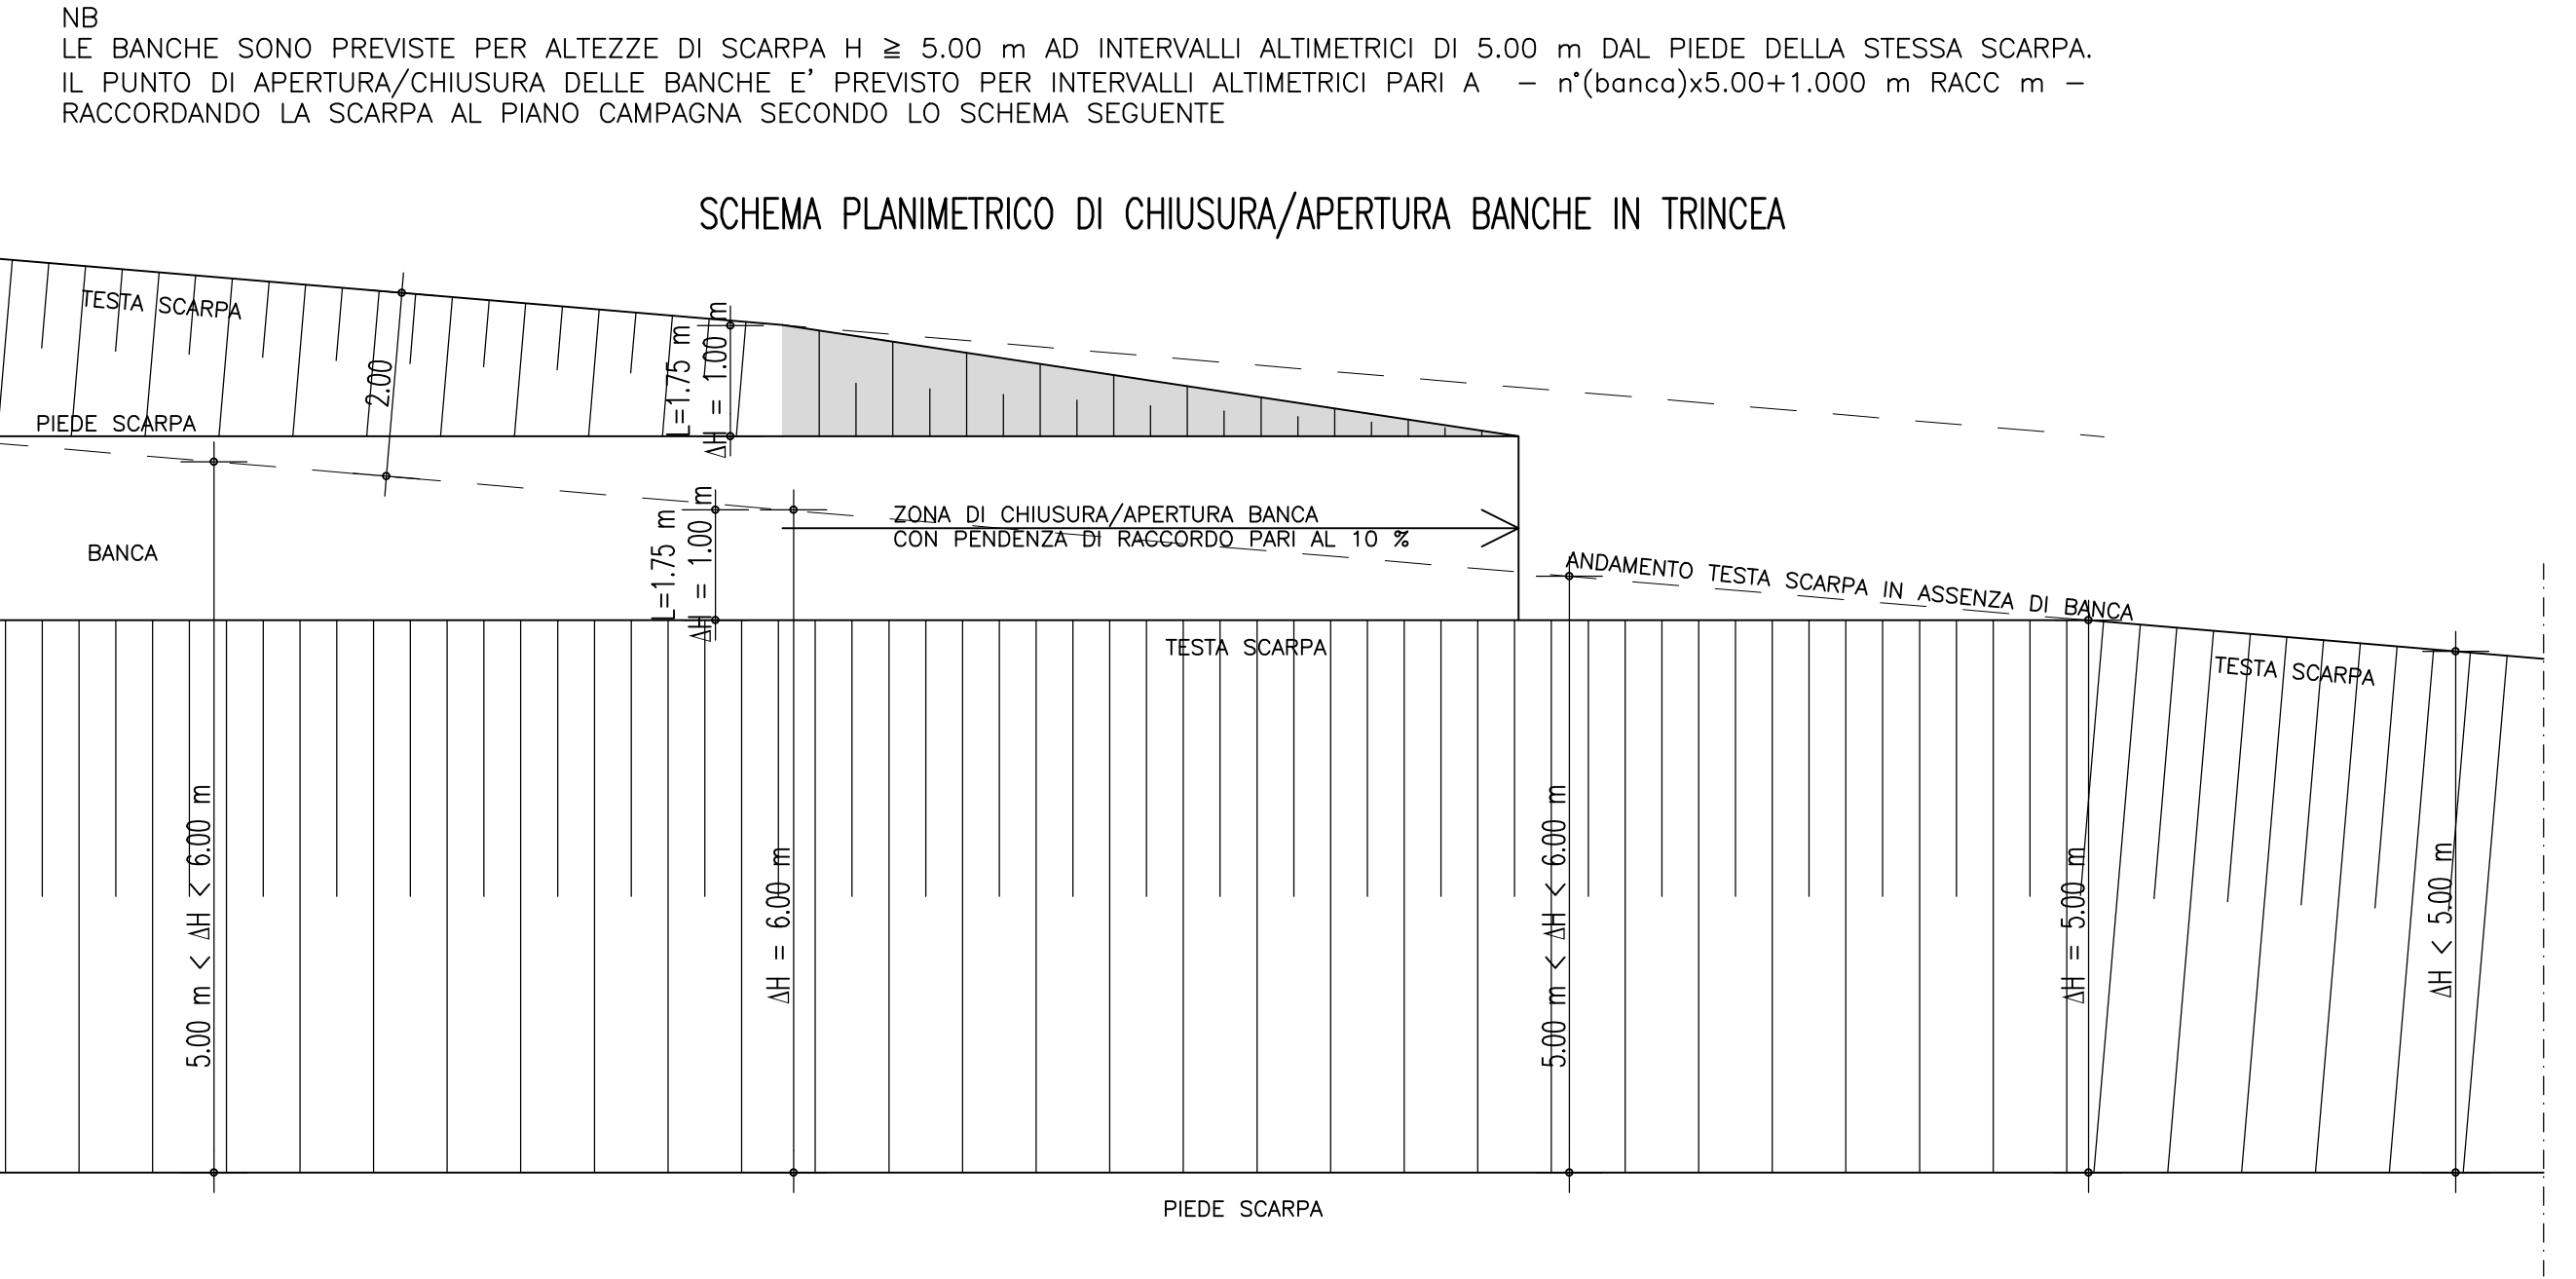 NB
LE BANCHE SONO PREVISTE PER ALTEZZE DI SCARPA H ≧ 5.00 m AD INTERVALLI ALTIMETRICI DI 5.00 m DAL PIEDE DELLA STESSA SCARPA.
IL PUNTO DI APERTURA/CHIUSURA DELLE BANCHE E' PREVISTO PER INTERVALLI ALTIMETRICI PARI A – n°(banca)x5.00+1.000 m RACC m –
RACCORDANDO LA SCARPA AL PIANO CAMPAGNA SECONDO LO SCHEMA SEGUENTE
SCHEMA PLANIMETRICO DI CHIUSURA/APERTURA BANCHE IN TRINCEA
TESTA SCARPA
2.00
L=1.75 m
ΔH = 1.00 m
PIEDE SCARPA
BANCA
L=1.75 m
ΔH = 1.00 m
ZONA DI CHIUSURA/APERTURA BANCA
CON PENDENZA DI RACCORDO PARI AL 10 %
ANDAMENTO TESTA SCARPA IN ASSENZA DI BANCA
TESTA SCARPA
TESTA SCARPA
5.00 m < ΔH < 6.00 m
ΔH = 6.00 m
5.00 m < ΔH < 6.00 m
ΔH = 5.00 m
ΔH < 5.00 m
PIEDE SCARPA